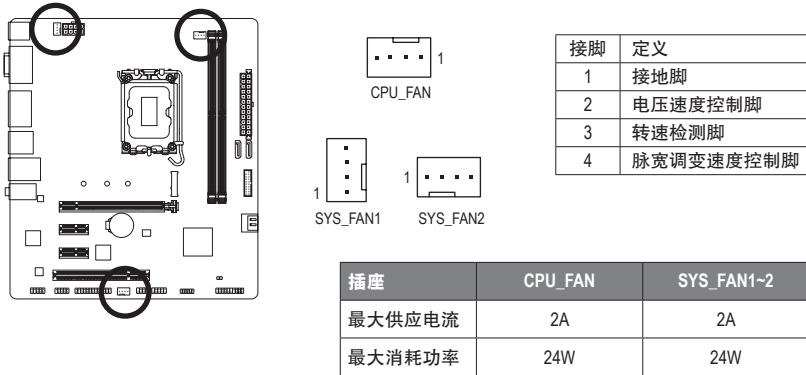 1
CPU_FAN
1
SYS_FAN1
1
SYS_FAN2
接脚 定义
1 接地脚
2 电压速度控制脚
3 转速检测脚
4 脉宽调变速度控制脚
插座 CPU_FAN SYS_FAN1~2
最大供应电流 2A 2A
最大消耗功率 24W 24W